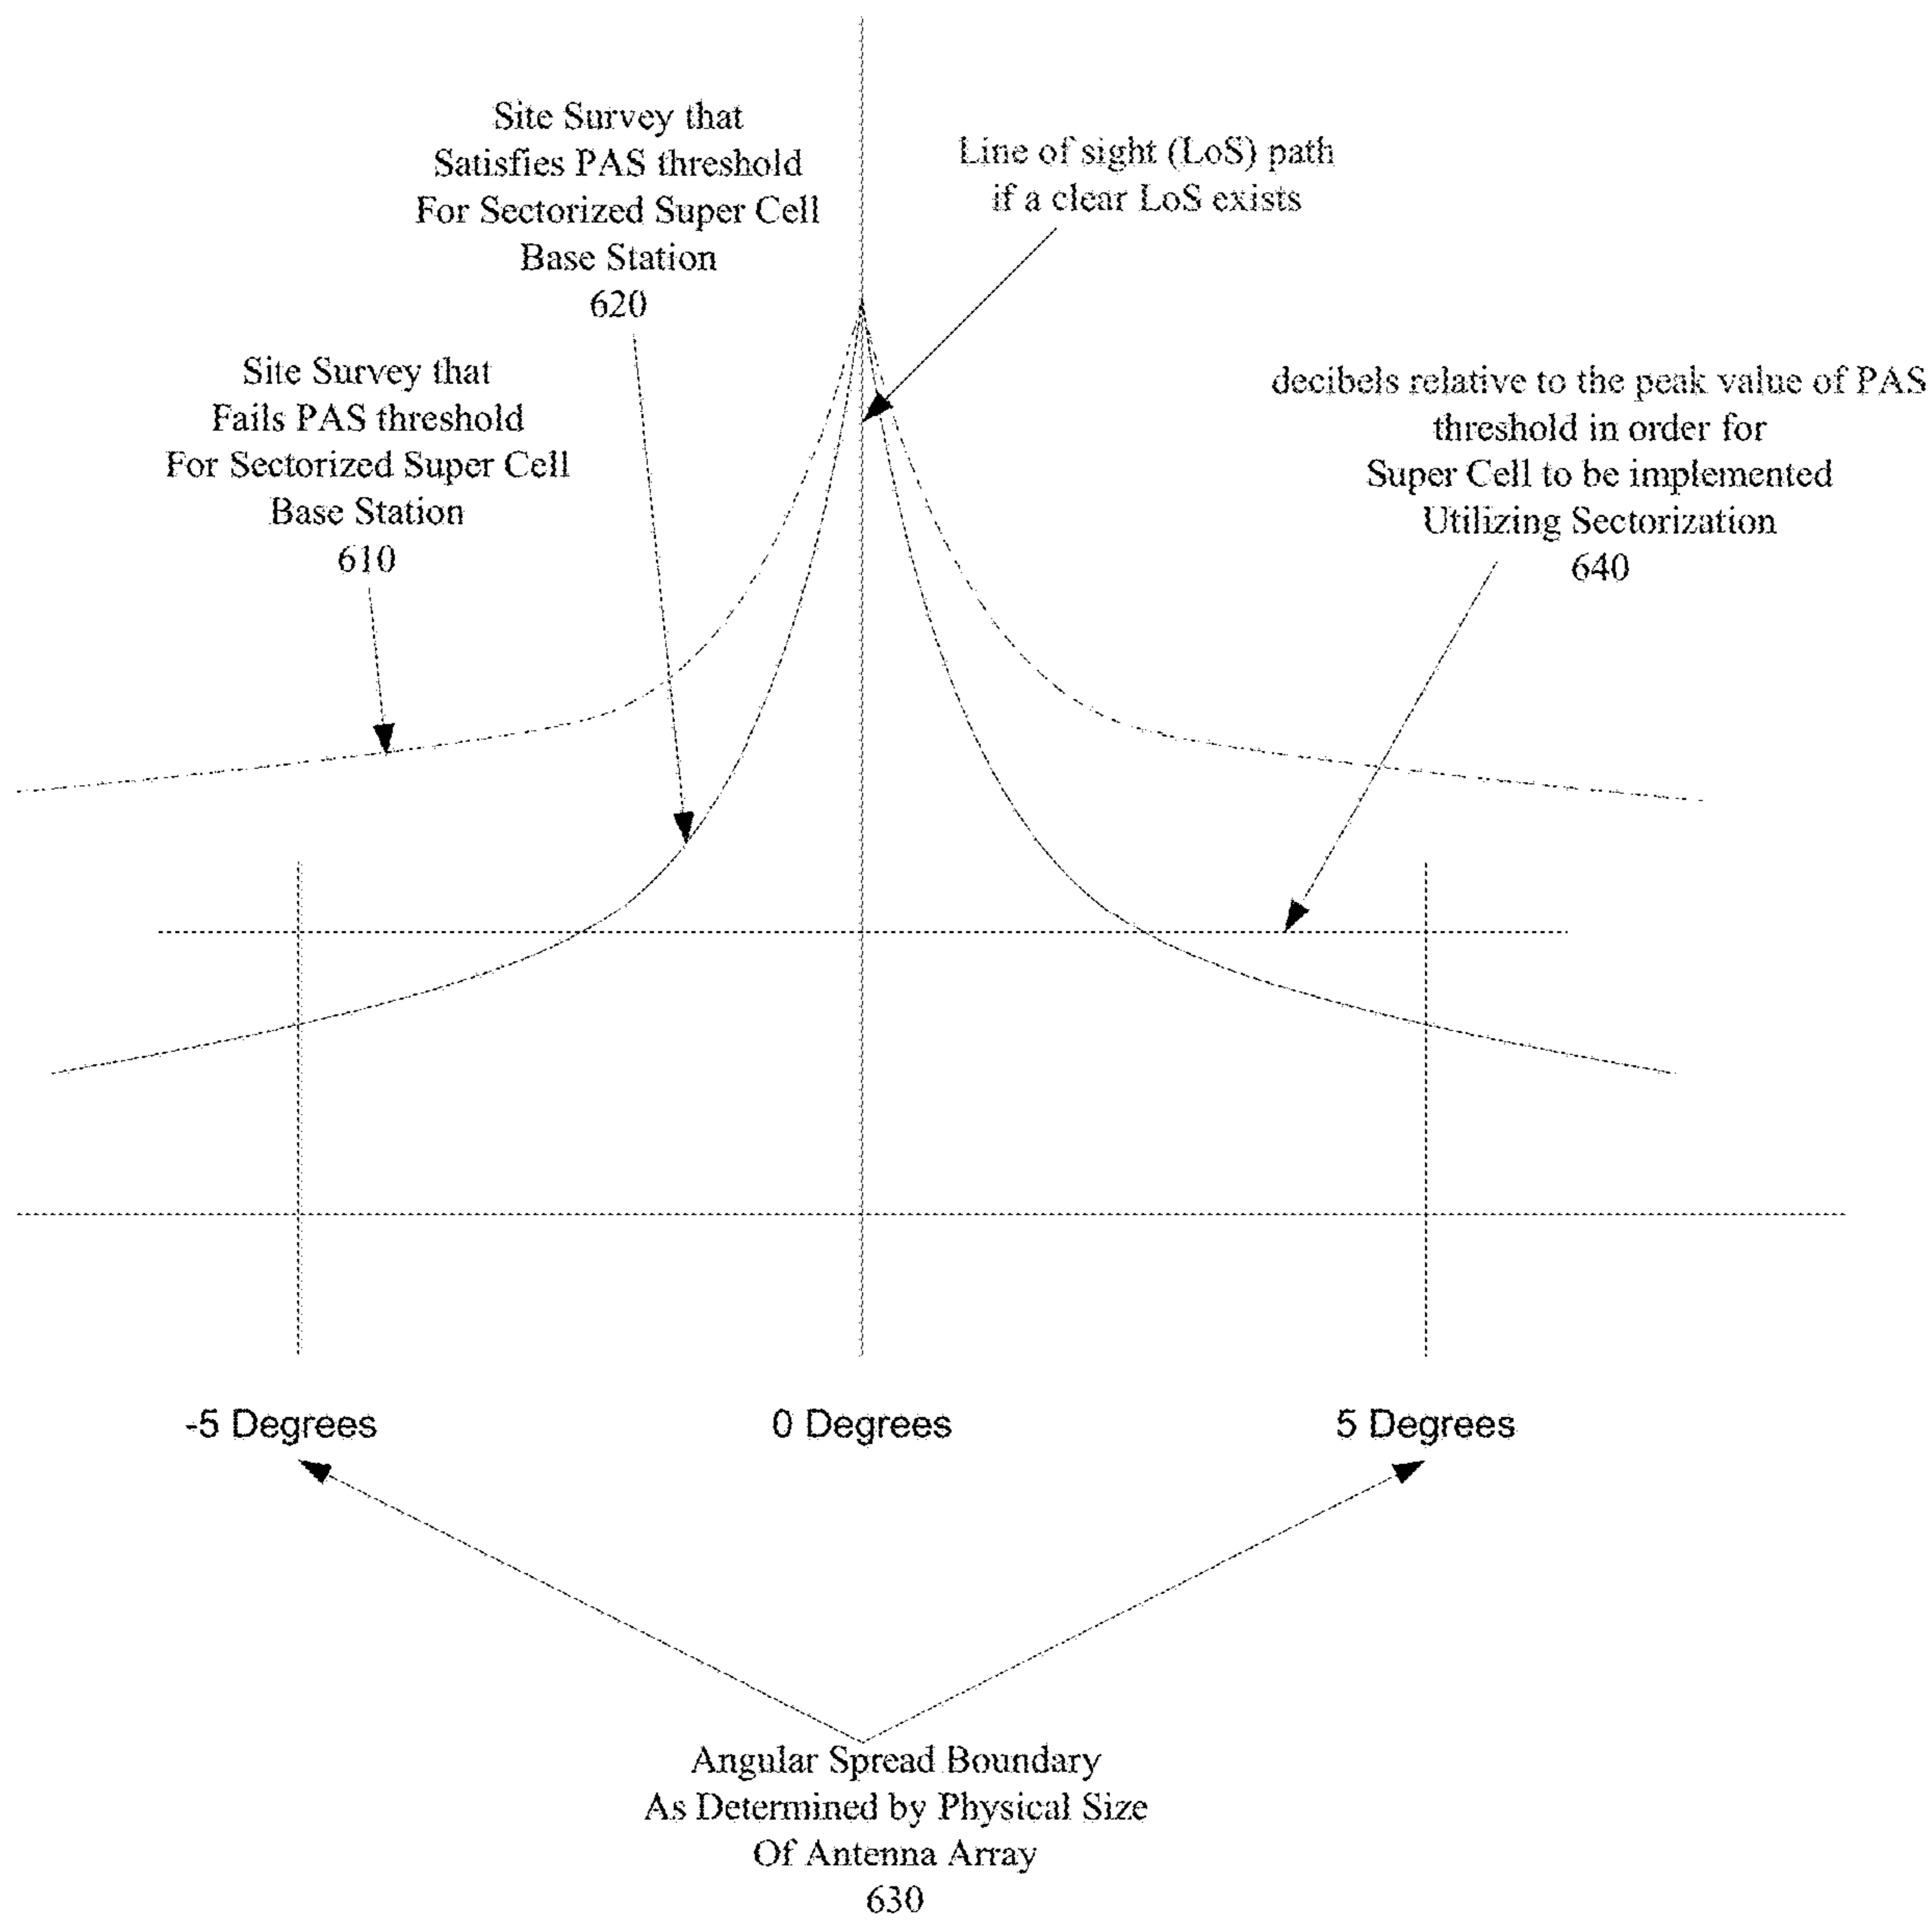 Site Survey that
Satisfies PAS threshold
For Sectorized Super Cell
Base Station
620
Line of sight (LoS) path
if a clear LoS exists
Site Survey that
Fails PAS threshold
For Sectorized Super Cell
Base Station
610
decibels relative to the peak value of PAS
threshold in order for
Super Cell to be implemented
Utilizing Sectorization
640
-5 Degrees
0 Degrees
5 Degrees
Angular Spread Boundary
As Determined by Physical Size
Of Antenna Array
630